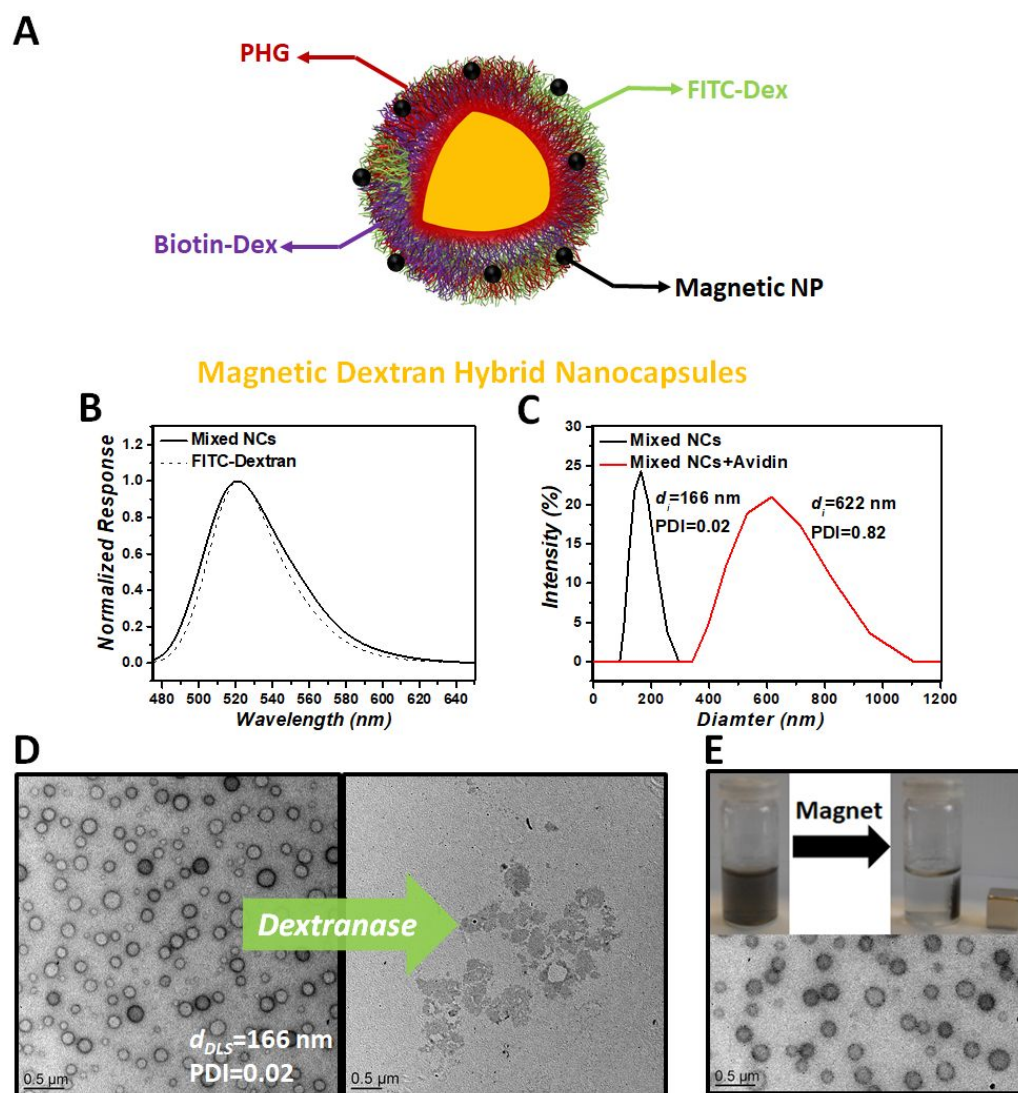 A
PHG
FITC-Dex
Biotin-Dex
Magnetic NP
Magnetic Dextran Hybrid Nanocapsules
B
Mixed NCs
FITC-Dextran
Normalized Response
1.2
1.0
0.8
0.6
0.4
0.2
0.0
480 500 520 540 560 580 600 620 640
Wavelength (nm)
C
Mixed NCs
Mixed NCs+Avidin
di=166 nm
PDI=0.02
di=622 nm
PDI=0.82
Intensity (%)
30
25
20
15
10
5
0
0 200 400 600 800 1000 1200
Diamter (nm)
D
Dextranase
dDLS=166 nm
PDI=0.02
0.5 µm
0.5 µm
E
Magnet
0.5 µm